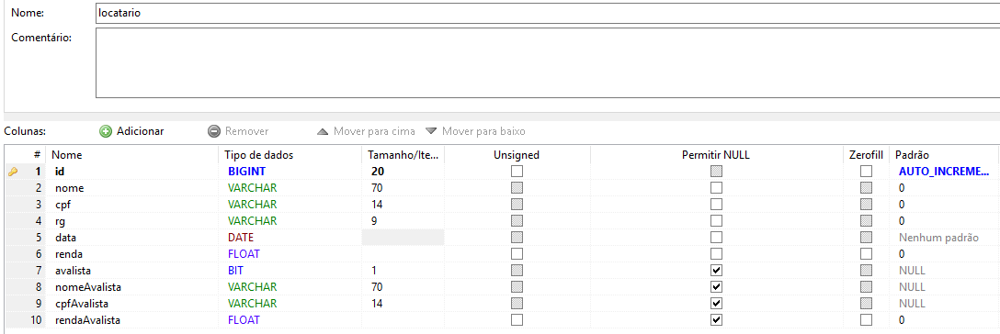 Nome: locatario
Comentário:
Colunas: Adicionar Remover Mover para cima Mover para baixo
# Nome Tipo de dados Tamanho/Ite... Unsigned Permitir NULL Zerofill Padrão
1 id BIGINT 20 AUTO_INCREME...
2 nome VARCHAR 70 0
3 cpf VARCHAR 14 0
4 rg VARCHAR 9 0
5 data DATE Nenhum padrão
6 renda FLOAT 0
7 avalista BIT 1 NULL
8 nomeAvalista VARCHAR 70 NULL
9 cpfAvalista VARCHAR 14 NULL
10 rendaAvalista FLOAT 0